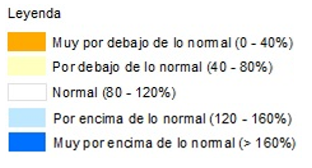 Leyenda
Muy por debajo de lo normal (0 - 40%)
Por debajo de lo normal (40 - 80%)
Normal (80 - 120%)
Por encima de lo normal (120 - 160%)
Muy por encima de lo normal (> 160%)